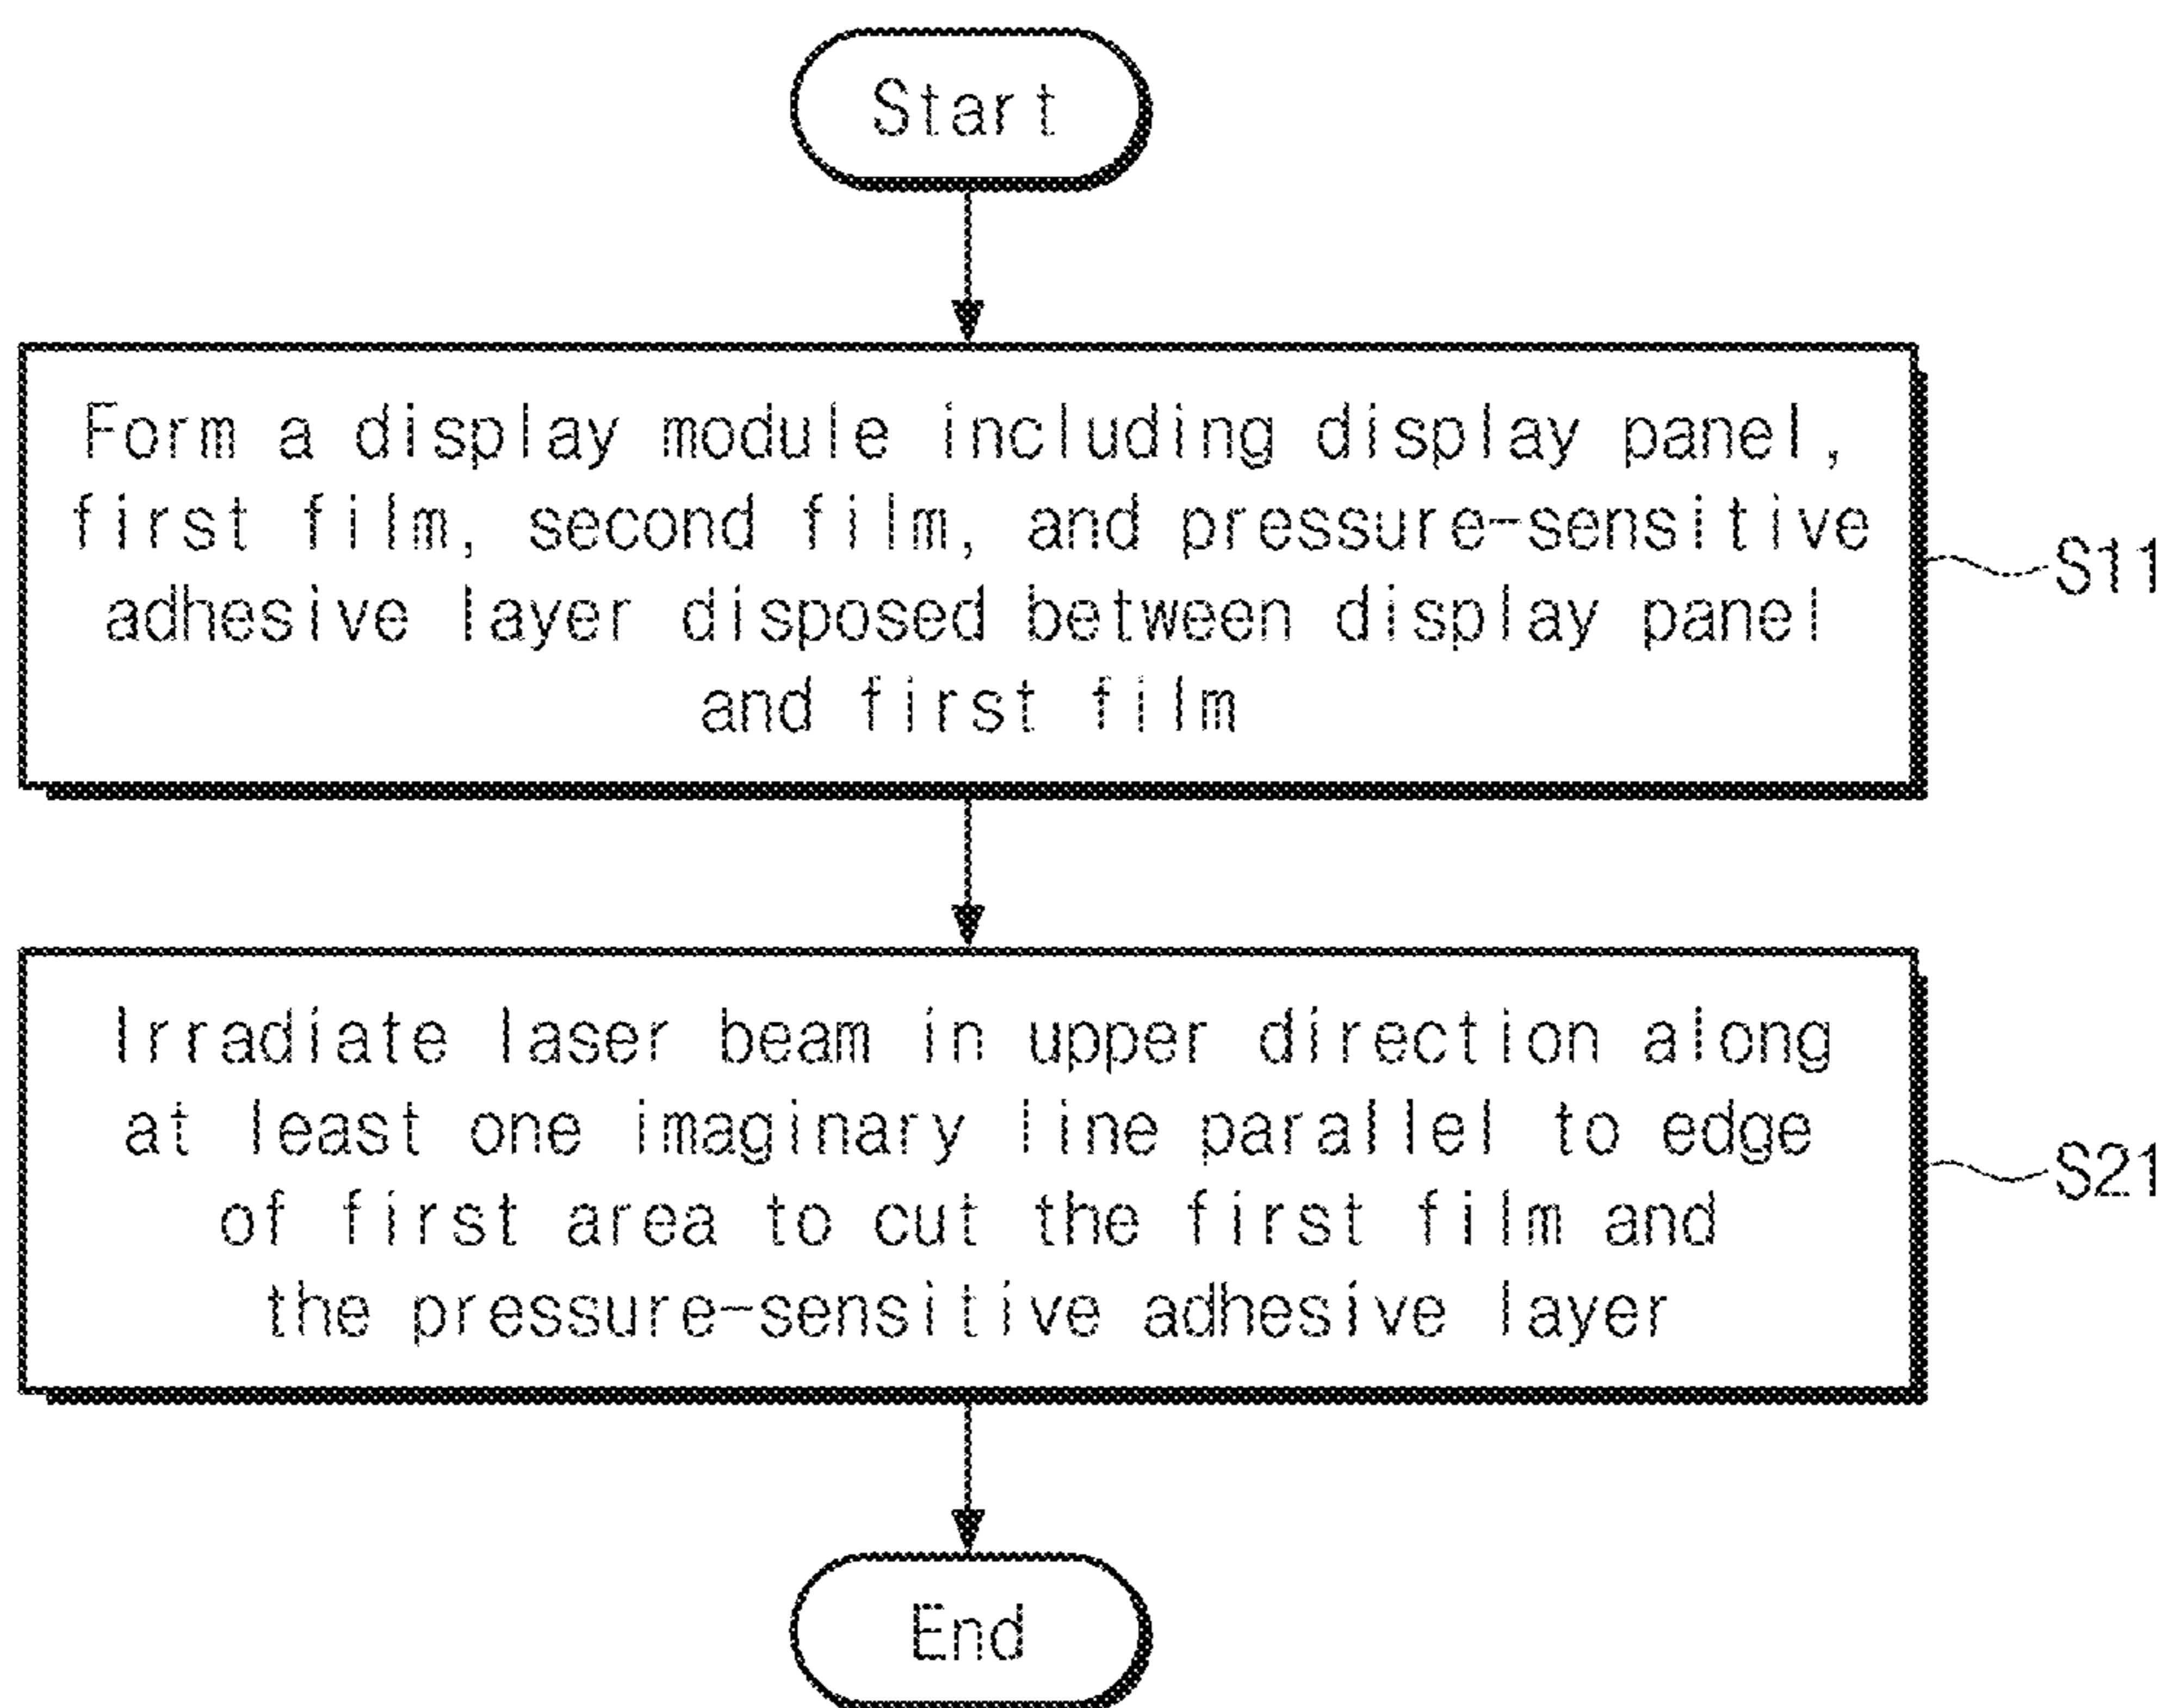 Start
Form a display module including display panel,
first film, second film, and pressure-sensitive
adhesive layer disposed between display panel
and first film
S11
Irradiate laser beam in upper direction along
at least one imaginary line parallel to edge
of first area to cut the first film and
the pressure-sensitive adhesive layer
S21
End